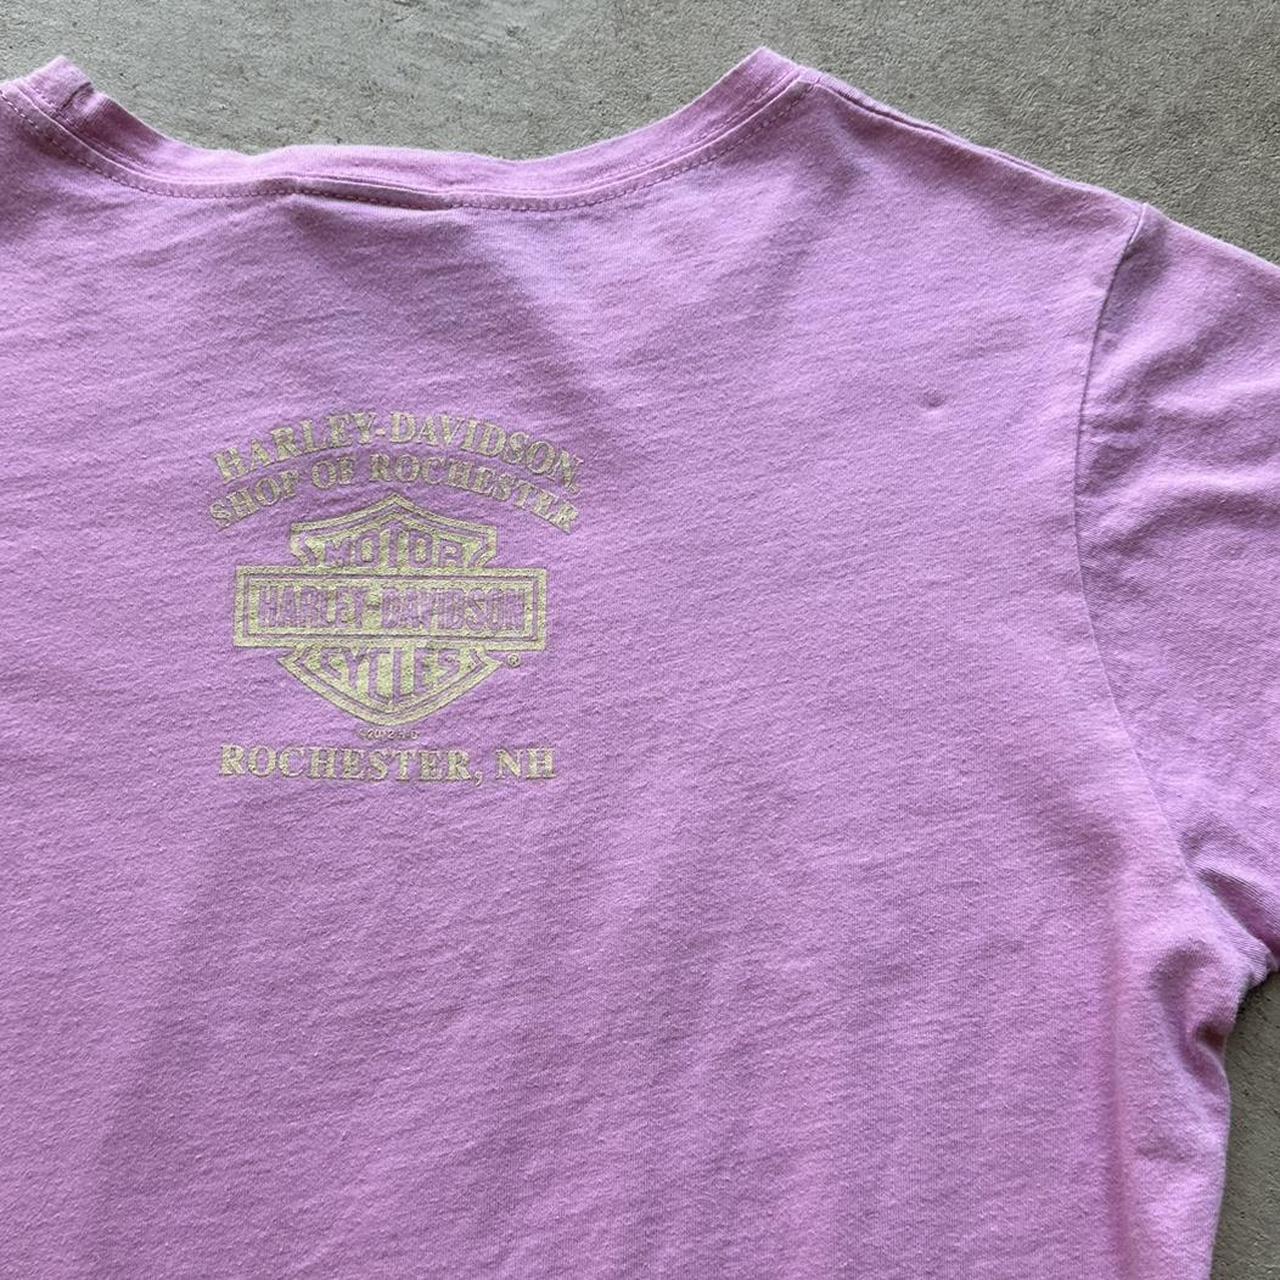 HARLEY-DAVIDSON
SHOP OF ROCHESTER
MOTOR
HARLEY-DAVIDSON
CYCLES
®
ROCHESTER, NH